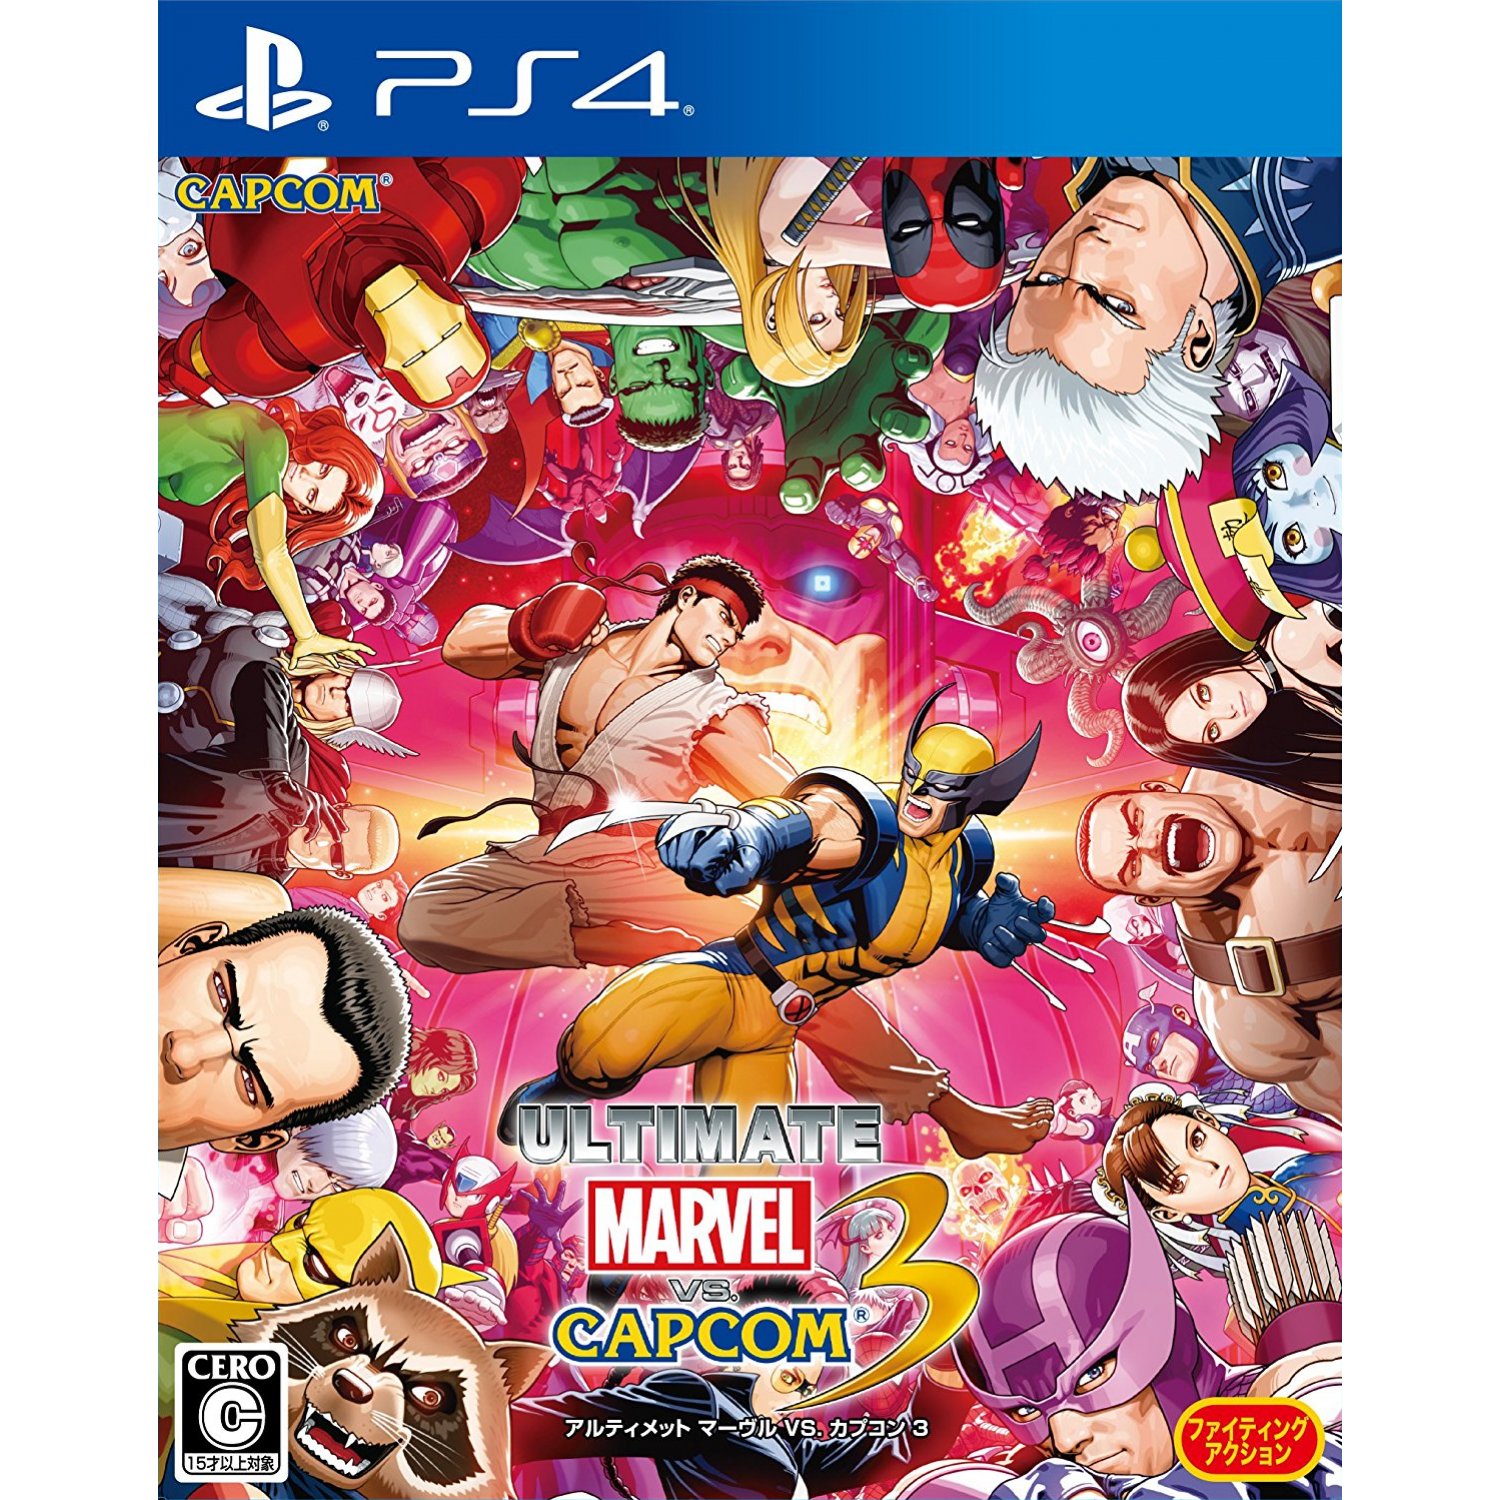 PS4®
CAPCOM®
ULTIMATE
MARVEL
VS.
CAPCOM® 3
アルティメット マーヴル VS. カプコン 3
CERO
C
15才以上対象
ファイティング
アクション